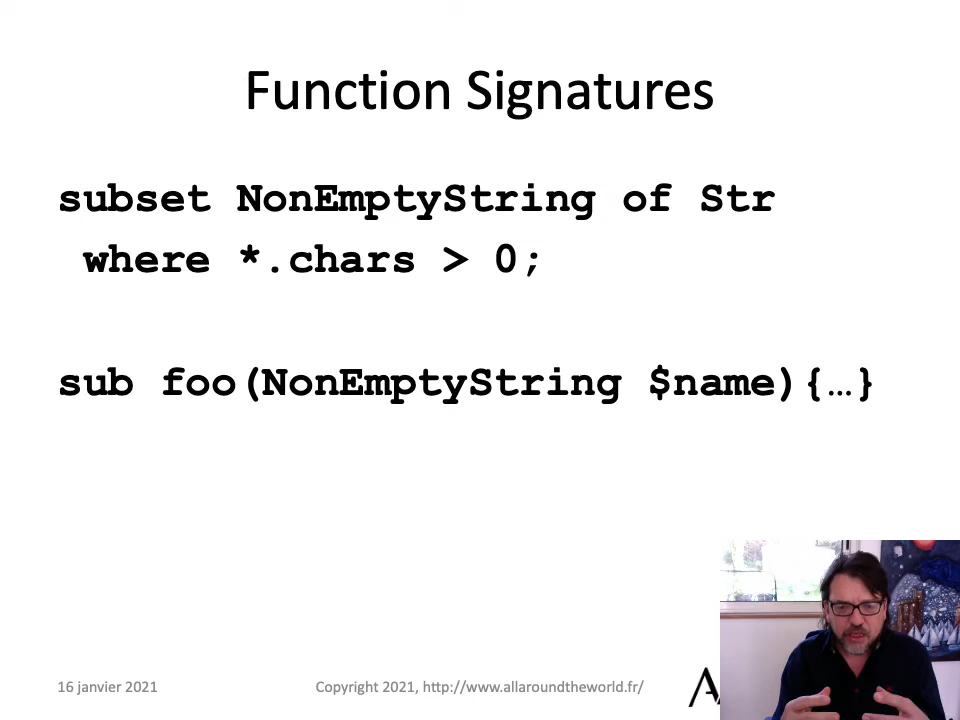 Function Signatures
subset NonEmptyString of Str
where *.chars > 0;
sub foo(NonEmptyString $name){…}
16 janvier 2021
Copyright 2021, http://www.allaroundtheworld.fr/